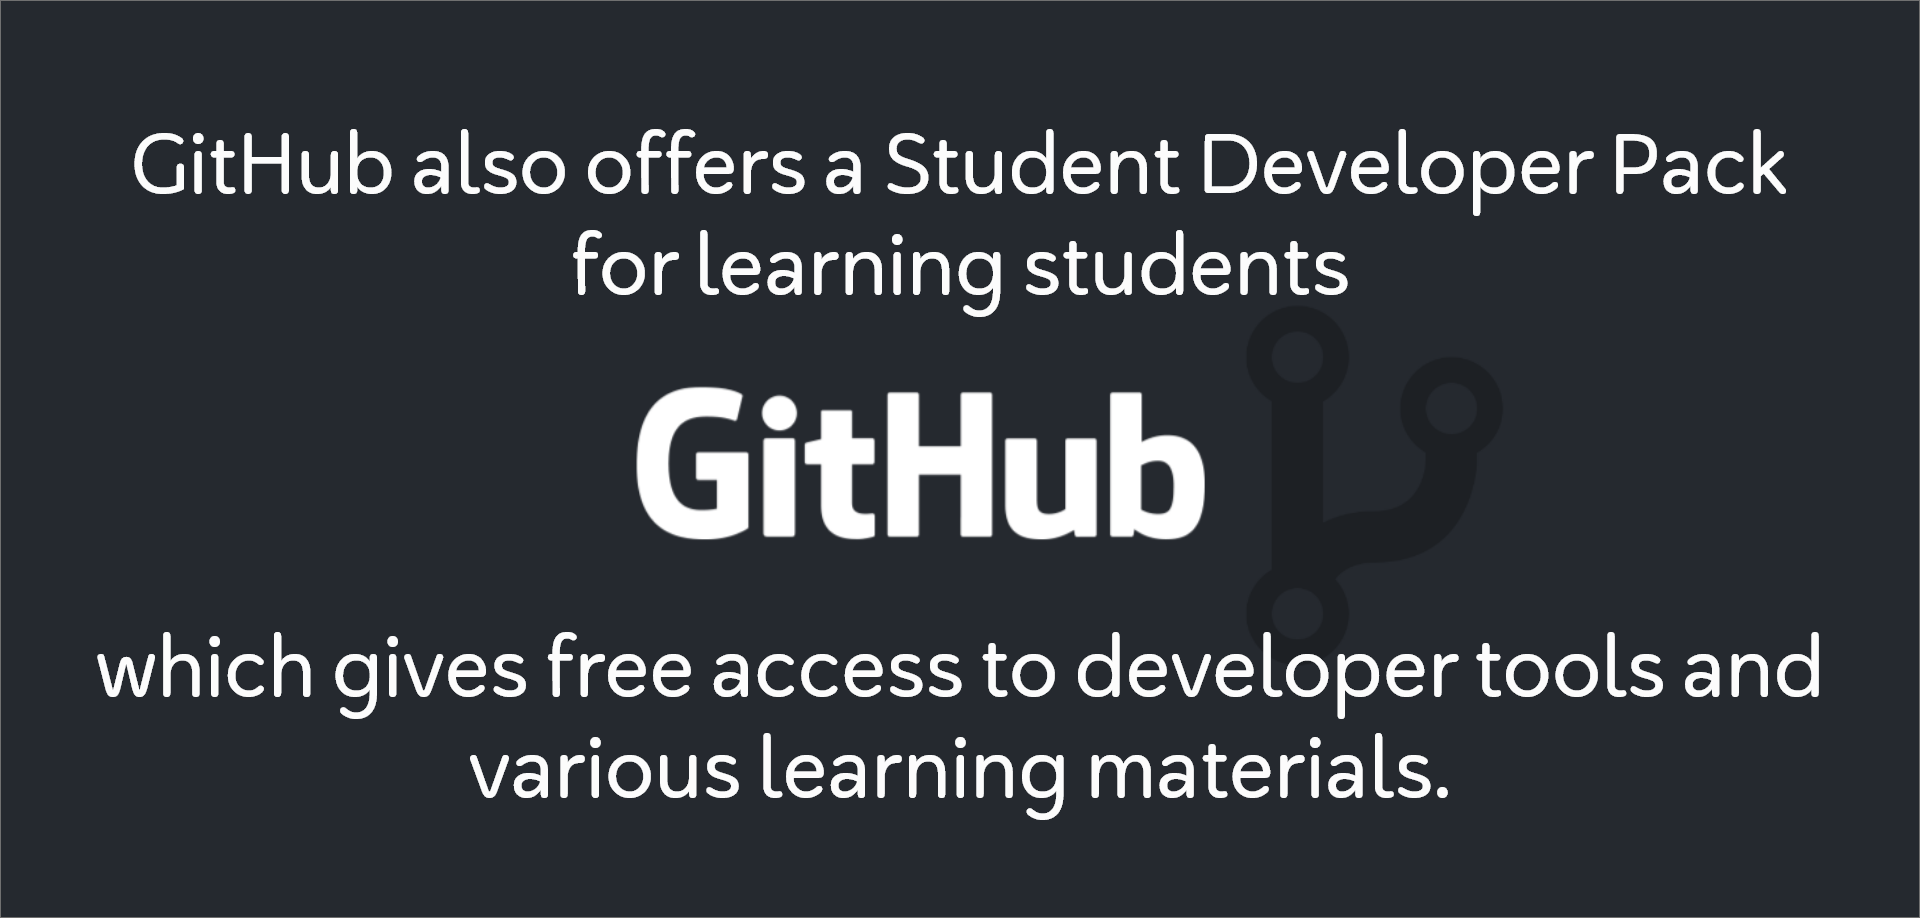 GitHub also offers a Student Developer Pack
for learning students
GitHub
which gives free access to developer tools and
various learning materials.